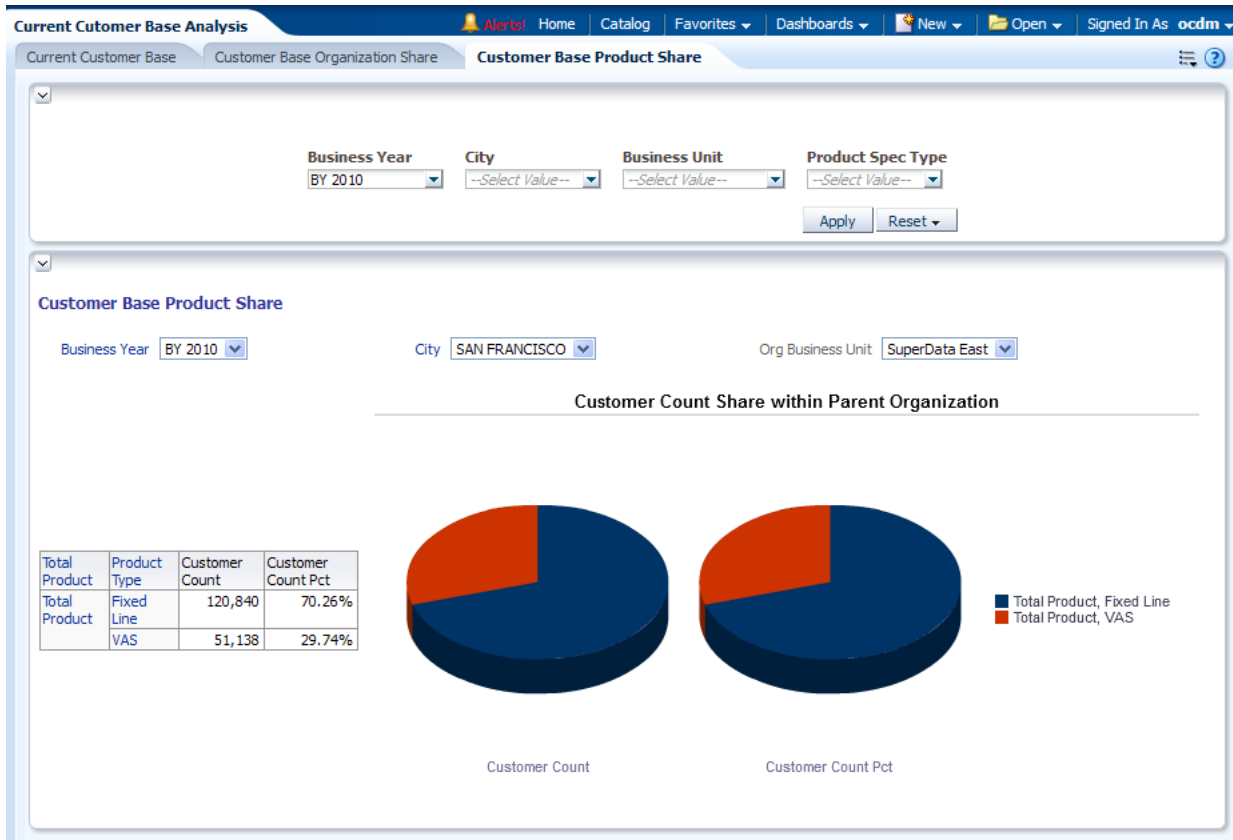 Current Cutomer Base Analysis
Alerts! Home Catalog Favorites Dashboards New Open Signed In As ocdm
Current Customer Base Customer Base Organization Share Customer Base Product Share
Business Year City Business Unit Product Spec Type
BY 2010 --Select Value-- --Select Value-- --Select Value--
Apply Reset
Customer Base Product Share
Business Year BY 2010 City SAN FRANCISCO Org Business Unit SuperData East
Customer Count Share within Parent Organization
Total Product Customer Customer
Product Type Count Count Pct
Total Fixed 120,840 70.26%
Product Line
VAS 51,138 29.74%
Total Product, Fixed Line
Total Product, VAS
Customer Count Customer Count Pct